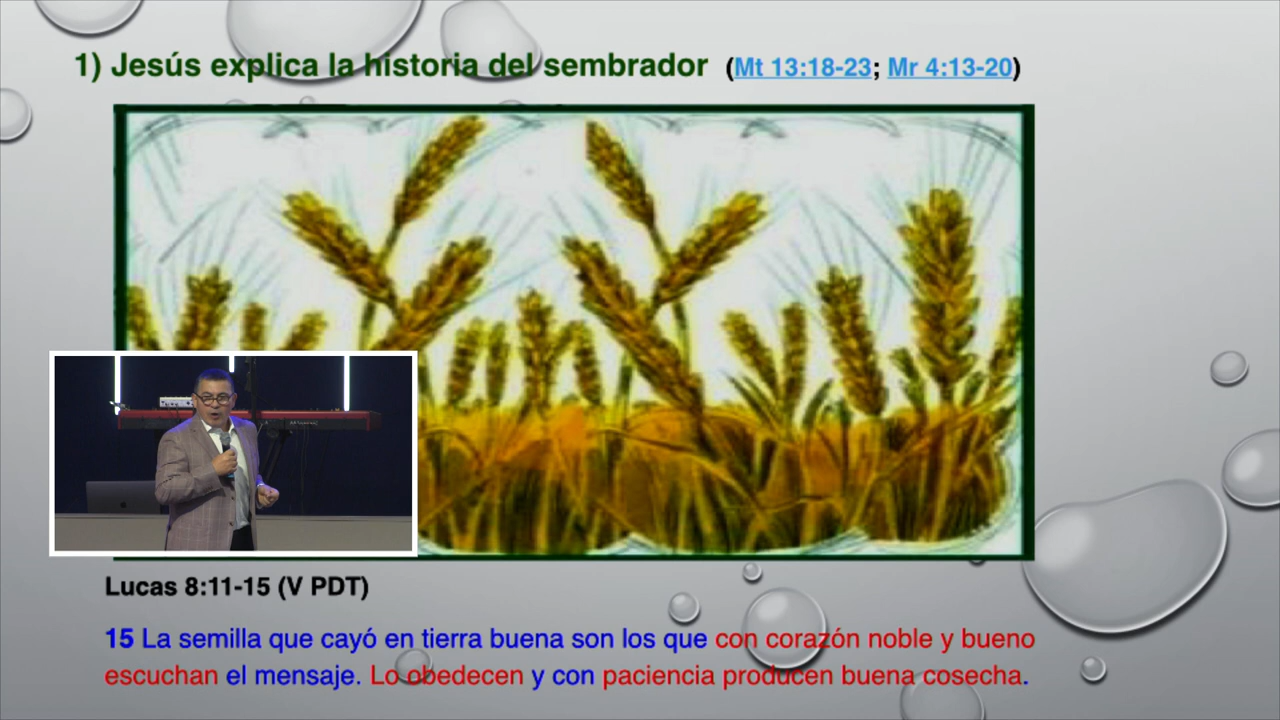 1) Jesús explica la historia del sembrador (Mt 13:18-23; Mr 4:13-20)
Lucas 8:11-15 (V PDT)
15 La semilla que cayó en tierra buena son los que con corazón noble y bueno
escuchan el mensaje. Lo obedecen y con paciencia producen buena cosecha.